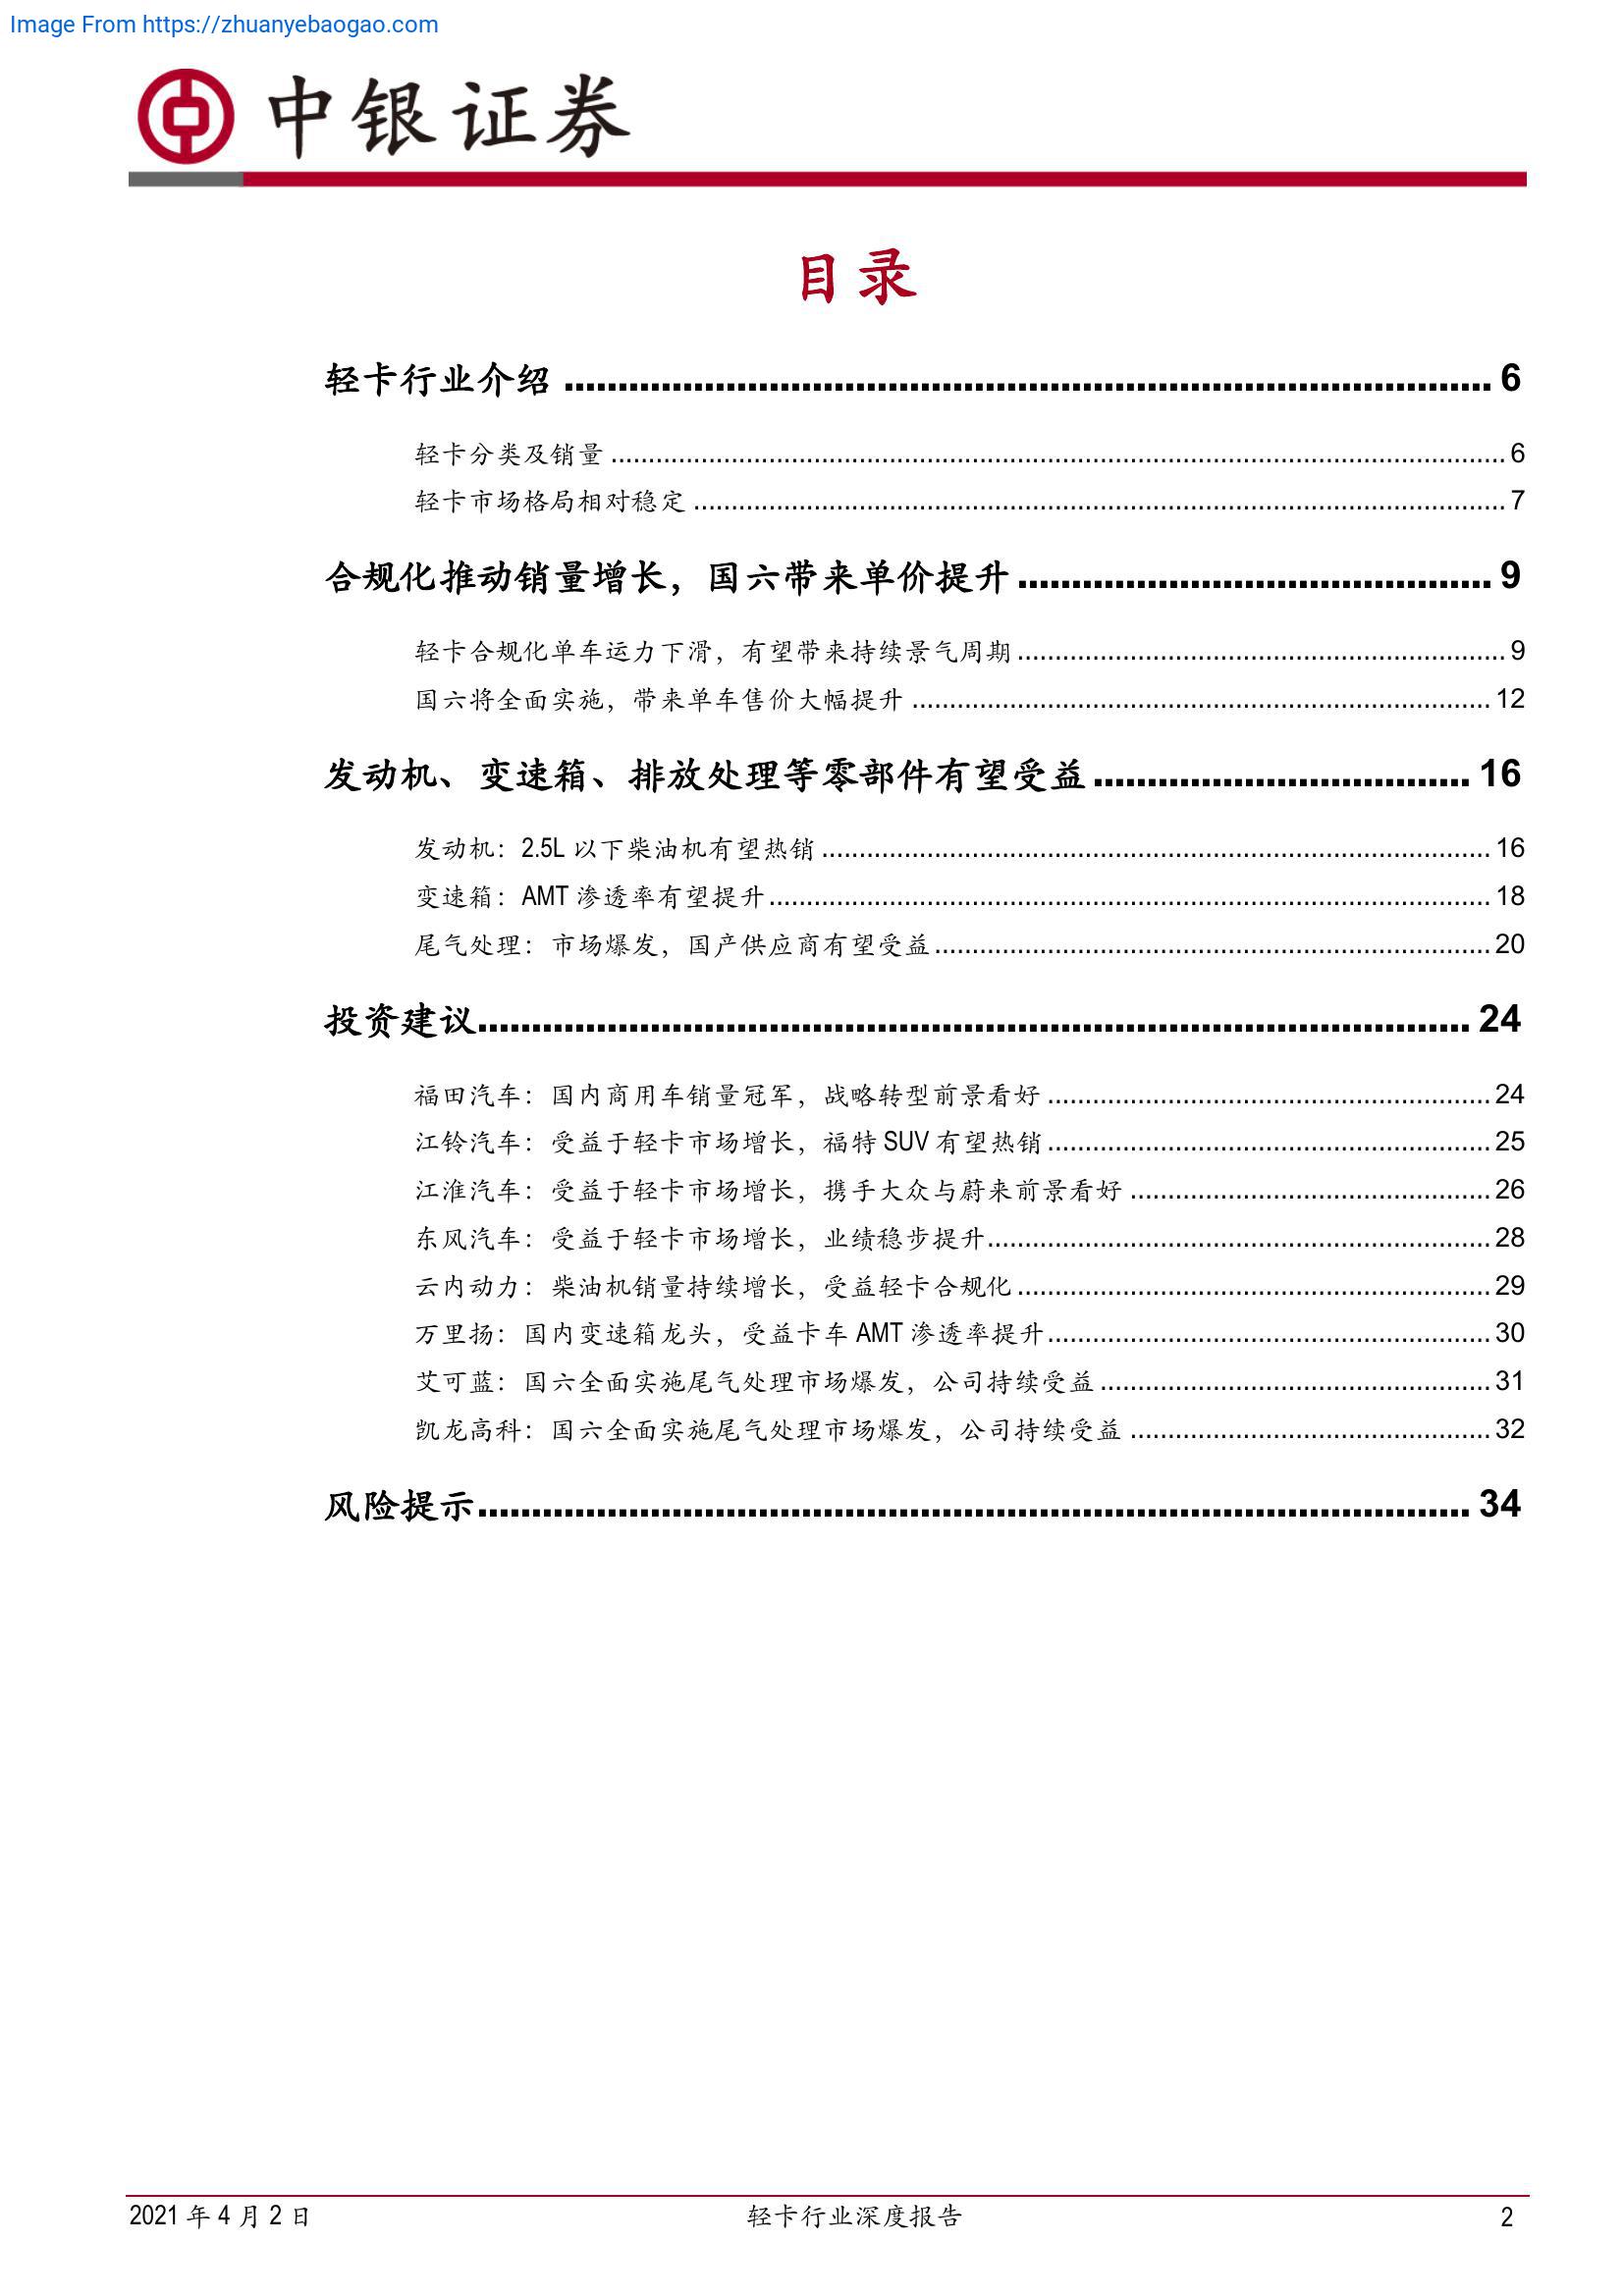 Image From https://zhuanyebaogao.com
中银证券
目录
轻卡行业介绍 ........ 6
轻卡分类及销量 ........ 6
轻卡市场格局相对稳定 ........ 7
合规化推动销量增长，国六带来单价提升 ........ 9
轻卡合规化单车运力下滑，有望带来持续景气周期 ........ 9
国六将全面实施，带来单车售价大幅提升 ........ 12
发动机、变速箱、排放处理等零部件有望受益 ........ 16
发动机：2.5L 以下柴油机有望热销 ........ 16
变速箱：AMT 渗透率有望提升 ........ 18
尾气处理：市场爆发，国产供应商有望受益 ........ 20
投资建议 ........ 24
福田汽车：国内商用车销量冠军，战略转型前景看好 ........ 24
江铃汽车：受益于轻卡市场增长，福特 SUV 有望热销 ........ 25
江淮汽车：受益于轻卡市场增长，携手大众与蔚来前景看好 ........ 26
东风汽车：受益于轻卡市场增长，业绩稳步提升 ........ 28
云内动力：柴油机销量持续增长，受益轻卡合规化 ........ 29
万里扬：国内变速箱龙头，受益卡车 AMT 渗透率提升 ........ 30
艾可蓝：国六全面实施尾气处理市场爆发，公司持续受益 ........ 31
凯龙高科：国六全面实施尾气处理市场爆发，公司持续受益 ........ 32
风险提示 ........ 34
2021 年 4 月 2 日 轻卡行业深度报告 2